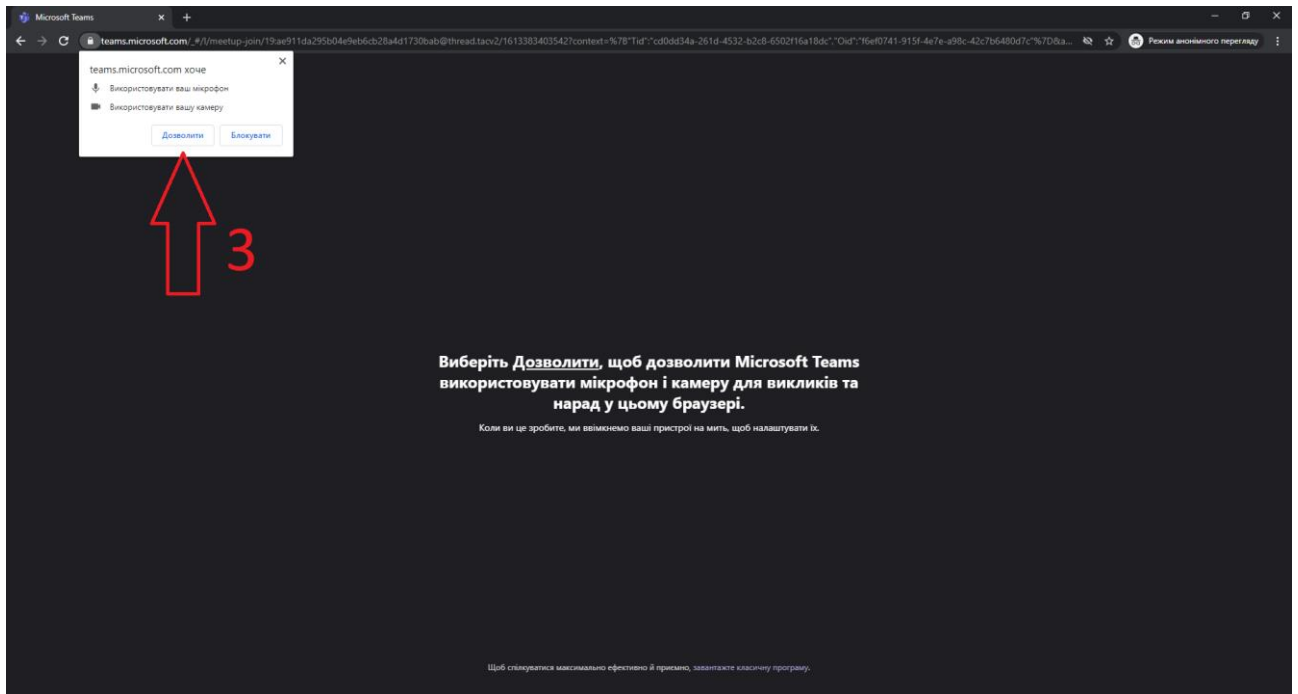 Microsoft Teams
teams.microsoft.com/_#/l/meetup-join/19:ae911da295b04e9eb6cb28a4d1730bab@thread.tacv2/1613383403542?context=%7B"Tid":"cd0dd34a-261d-4532-b2c8-6502f16a18dc","Oid":"f6ef0741-915f-4e7e-a98c-42c7b6480d7c"%7D&a...
Режим анонімного перегляду
teams.microsoft.com хоче
Використовувати ваш мікрофон
Використовувати вашу камеру
Дозволити Блокувати
3
Виберіть Дозволити, щоб дозволити Microsoft Teams
використовувати мікрофон і камеру для викликів та
нарад у цьому браузері.
Коли ви це зробите, ми ввімкнемо ваші пристрої на мить, щоб налаштувати їх.
Щоб спілкуватися максимально ефективно й приємно, завантажте класичну програму.